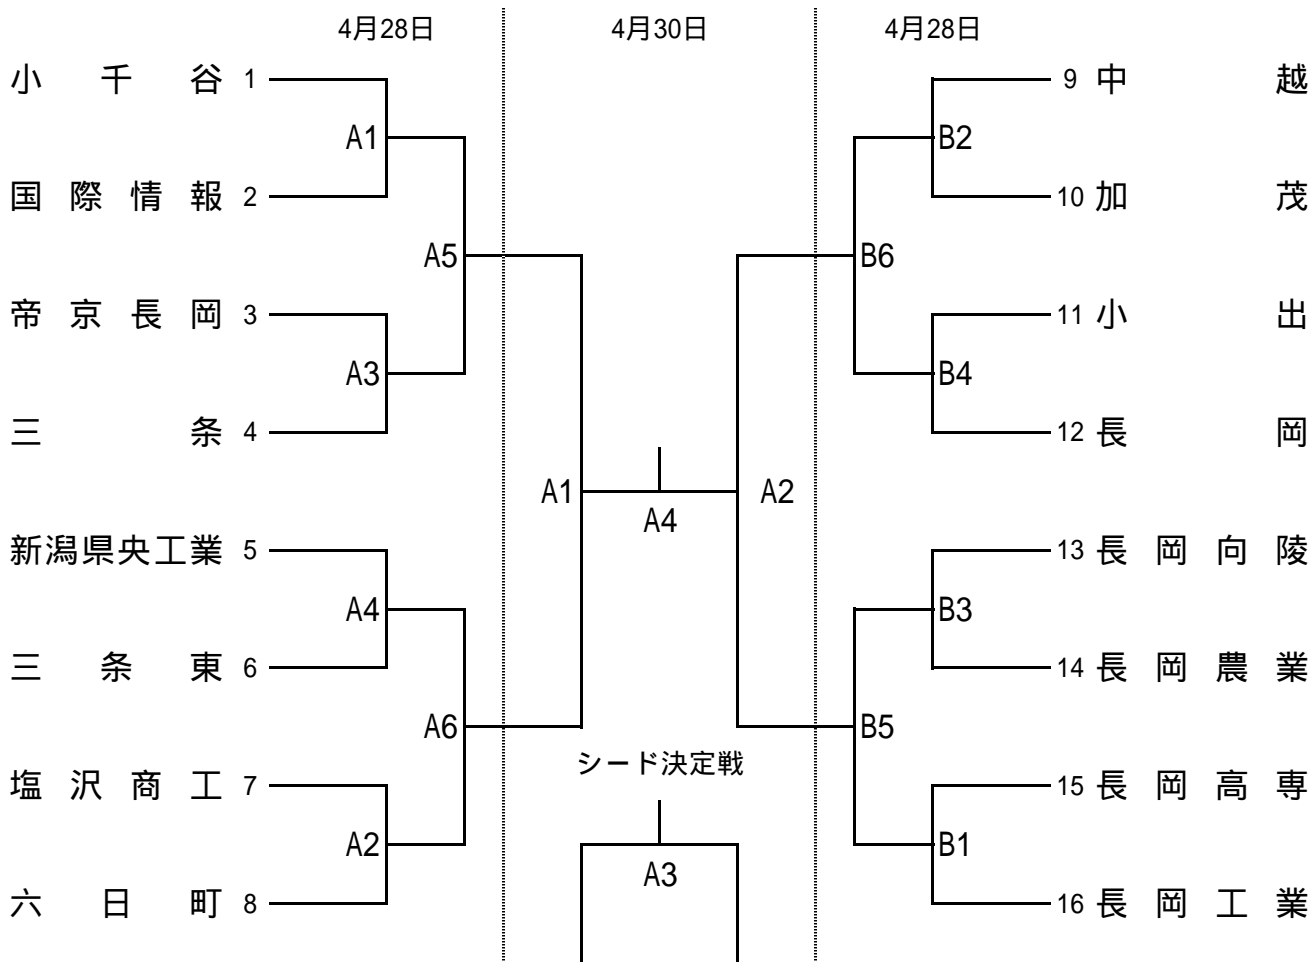 4月28日 4月30日 4月28日
小千谷 1 9 中越
A1 B2
国際情報 2 10 加茂
A5 B6
帝京長岡 3 11 小出
A3 B4
三条 4 12 長岡
A1 A4 A2
新潟県央工業 5 13 長岡向陵
A4 B3
三条東 6 14 長岡農業
A6 B5
シード決定戦
塩沢商工 7 15 長岡高専
A2 A3 B1
六日町 8 16 長岡工業